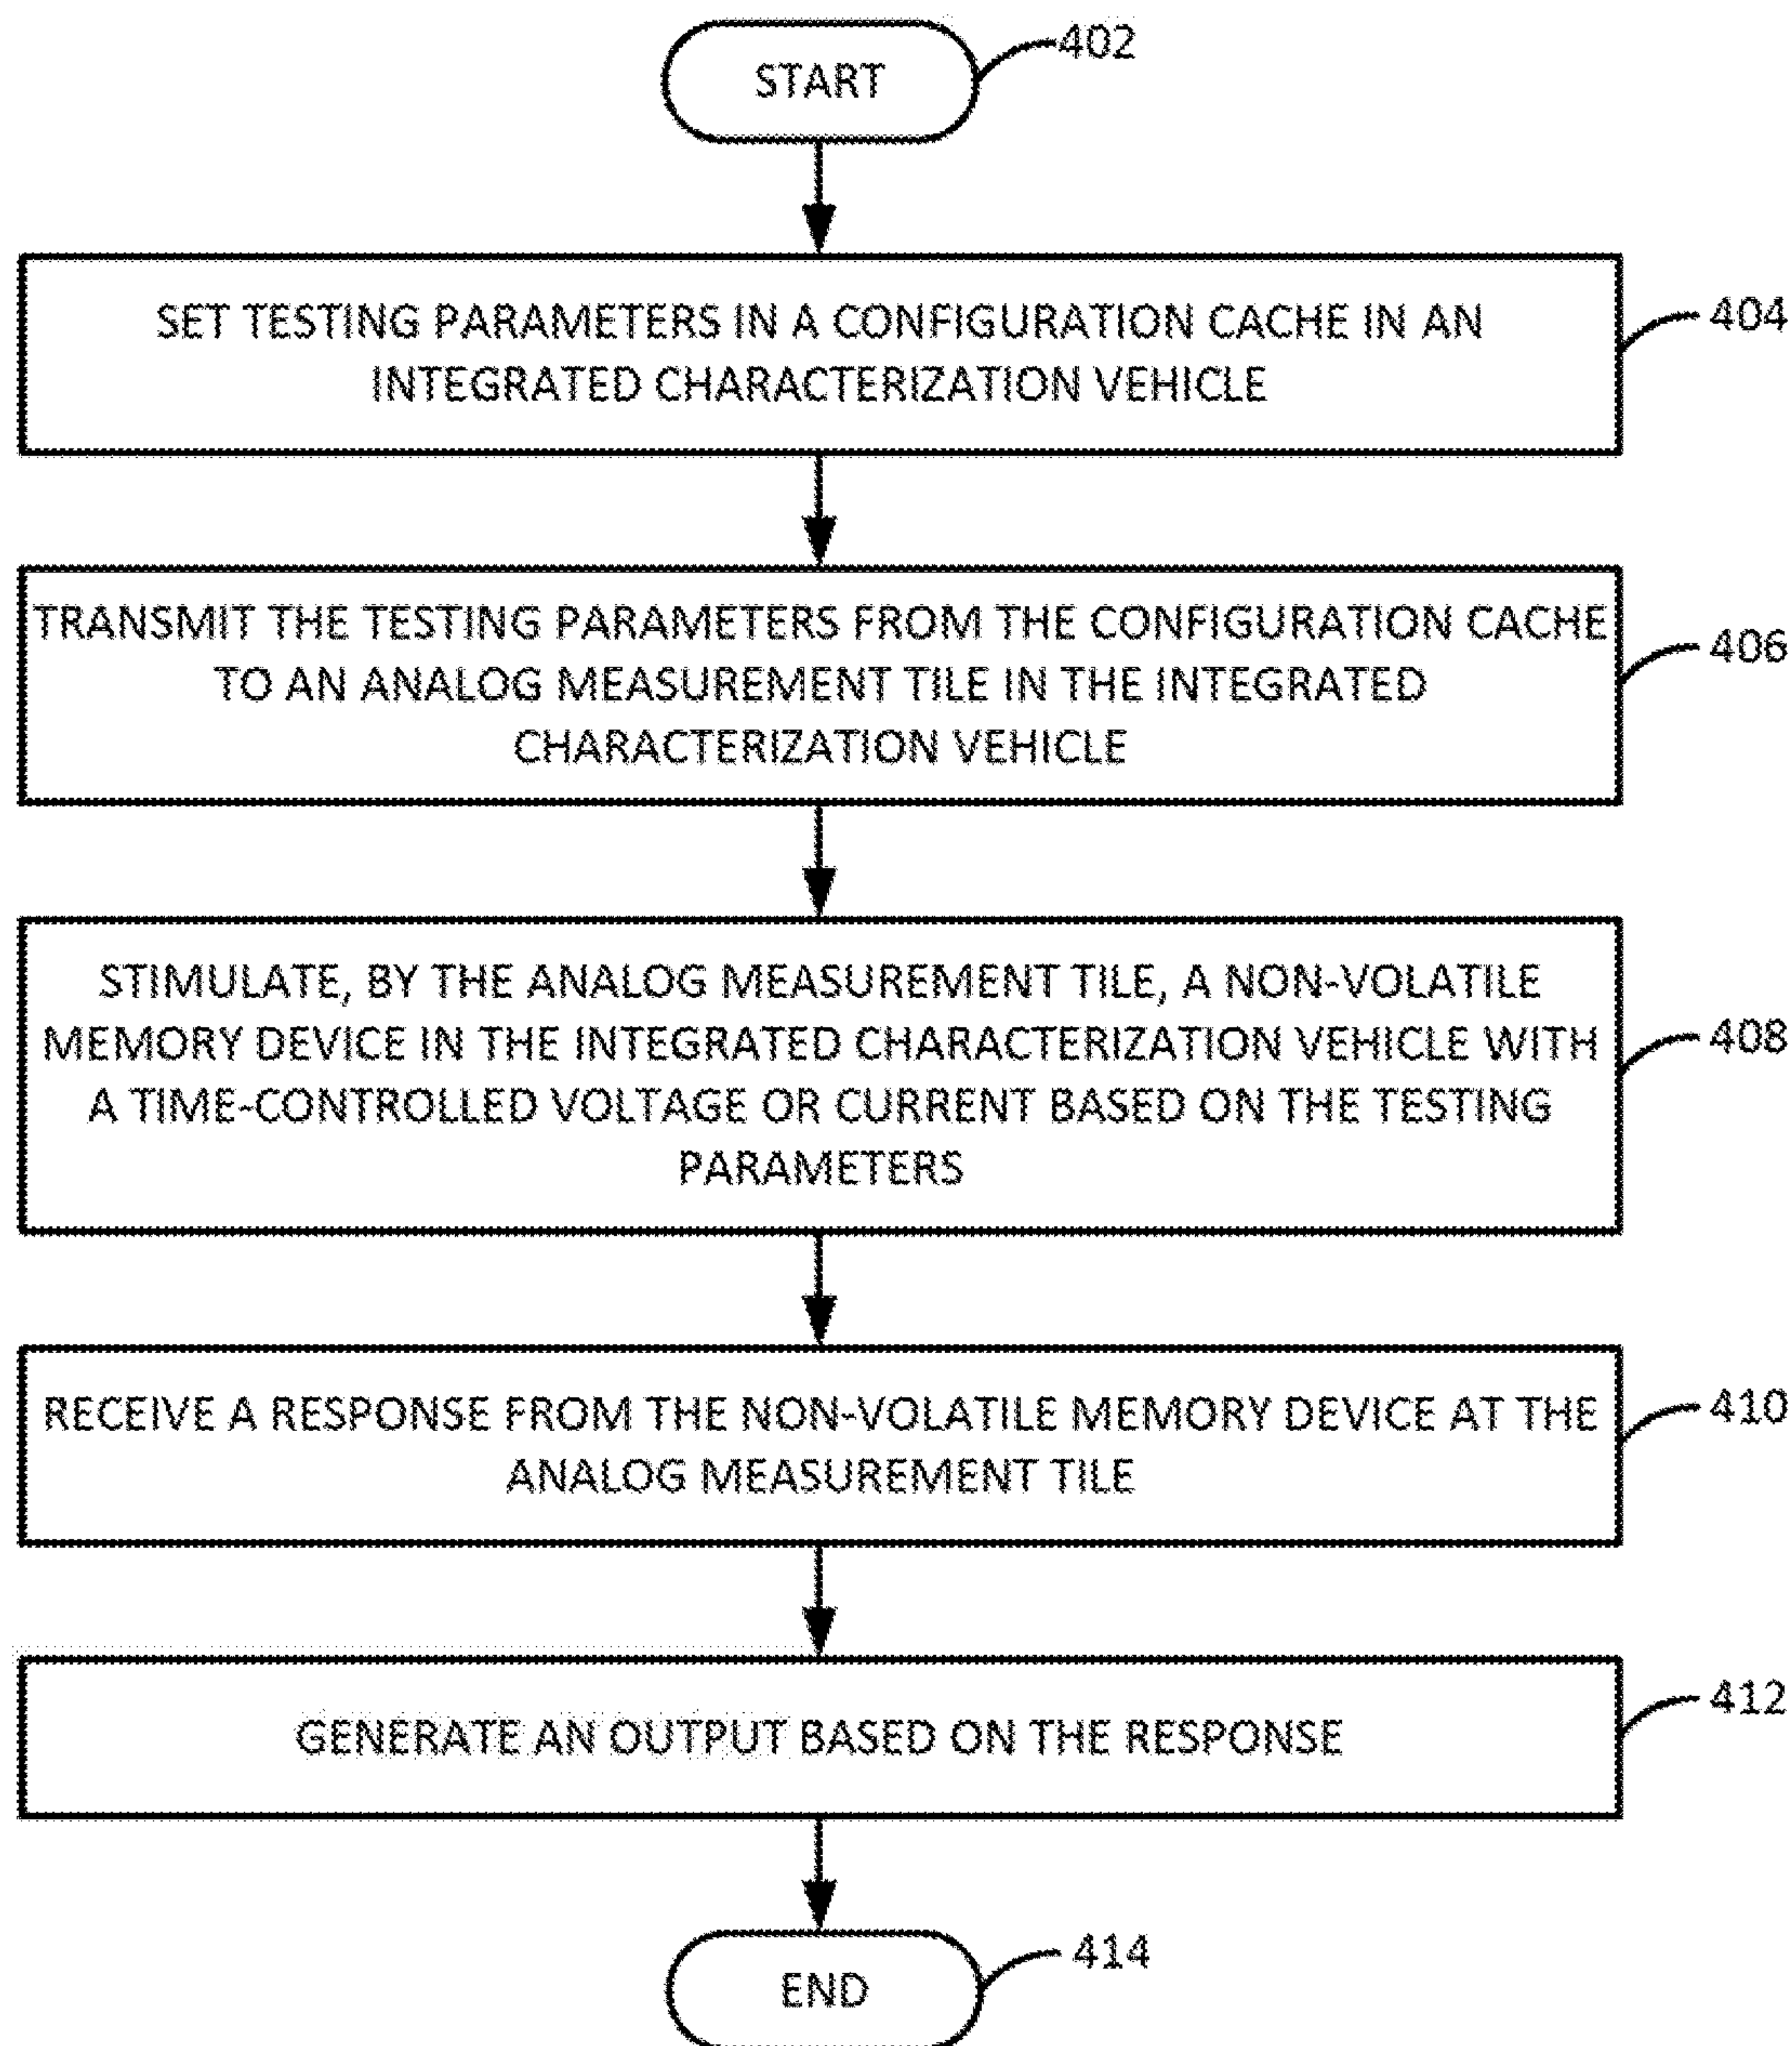 START
402
SET TESTING PARAMETERS IN A CONFIGURATION CACHE IN AN
INTEGRATED CHARACTERIZATION VEHICLE
404
TRANSMIT THE TESTING PARAMETERS FROM THE CONFIGURATION CACHE
TO AN ANALOG MEASUREMENT TILE IN THE INTEGRATED
CHARACTERIZATION VEHICLE
406
STIMULATE, BY THE ANALOG MEASUREMENT TILE, A NON-VOLATILE
MEMORY DEVICE IN THE INTEGRATED CHARACTERIZATION VEHICLE WITH
A TIME-CONTROLLED VOLTAGE OR CURRENT BASED ON THE TESTING
PARAMETERS
408
RECEIVE A RESPONSE FROM THE NON-VOLATILE MEMORY DEVICE AT THE
ANALOG MEASUREMENT TILE
410
GENERATE AN OUTPUT BASED ON THE RESPONSE
412
END
414